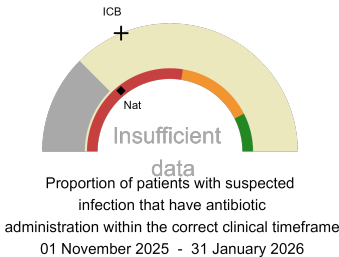 ICB
Nat
Insufficient
data
Proportion of patients with suspected
infection that have antibiotic
administration within the correct clinical timeframe
01 November 2025 - 31 January 2026